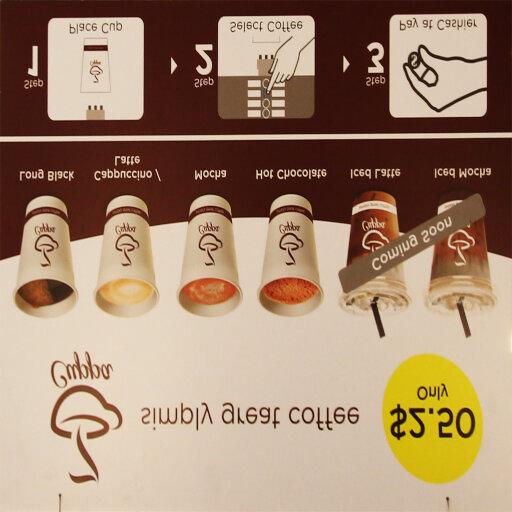 simply great coffee
Cuppa
$2.50
Only
Cuppa
Cuppa
Cuppa
Cuppa
Coming Soon
Long Black
Cappuccino /
Latte
Mocha
Hot Chocolate
Iced Latte
Iced Mocha
Step
1
Cuppa
Place Cup
Step
2
Select Coffee
Step
3
Pay at Cashier